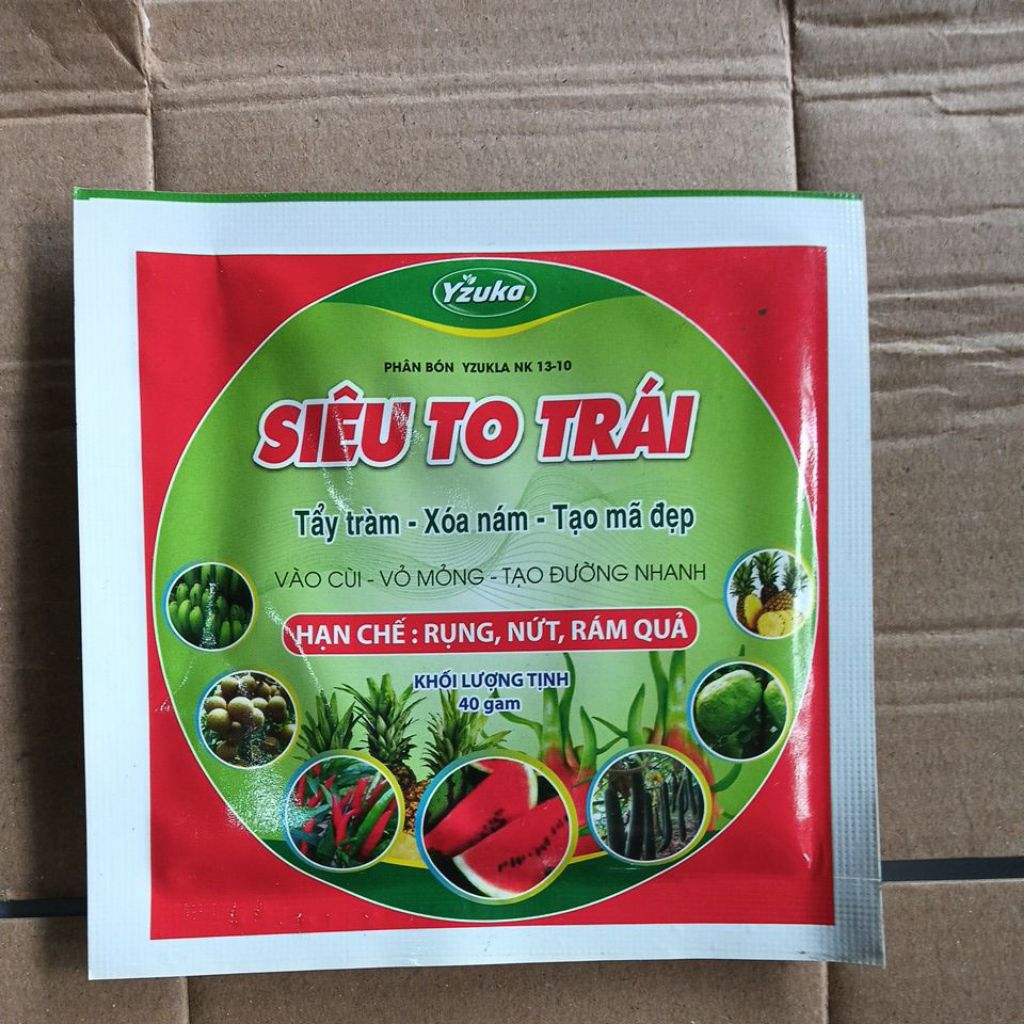 Yzuka
PHÂN BÓN YZUKLA NK 13-10
SIÊU TO TRÁI
Tẩy tràm - Xóa nám - Tạo mã đẹp
VÀO CÙI - VỎ MỎNG - TẠO ĐƯỜNG NHANH
HẠN CHẾ : RỤNG, NỨT, RÁM QUẢ
KHỐI LƯỢNG TỊNH
40 gam